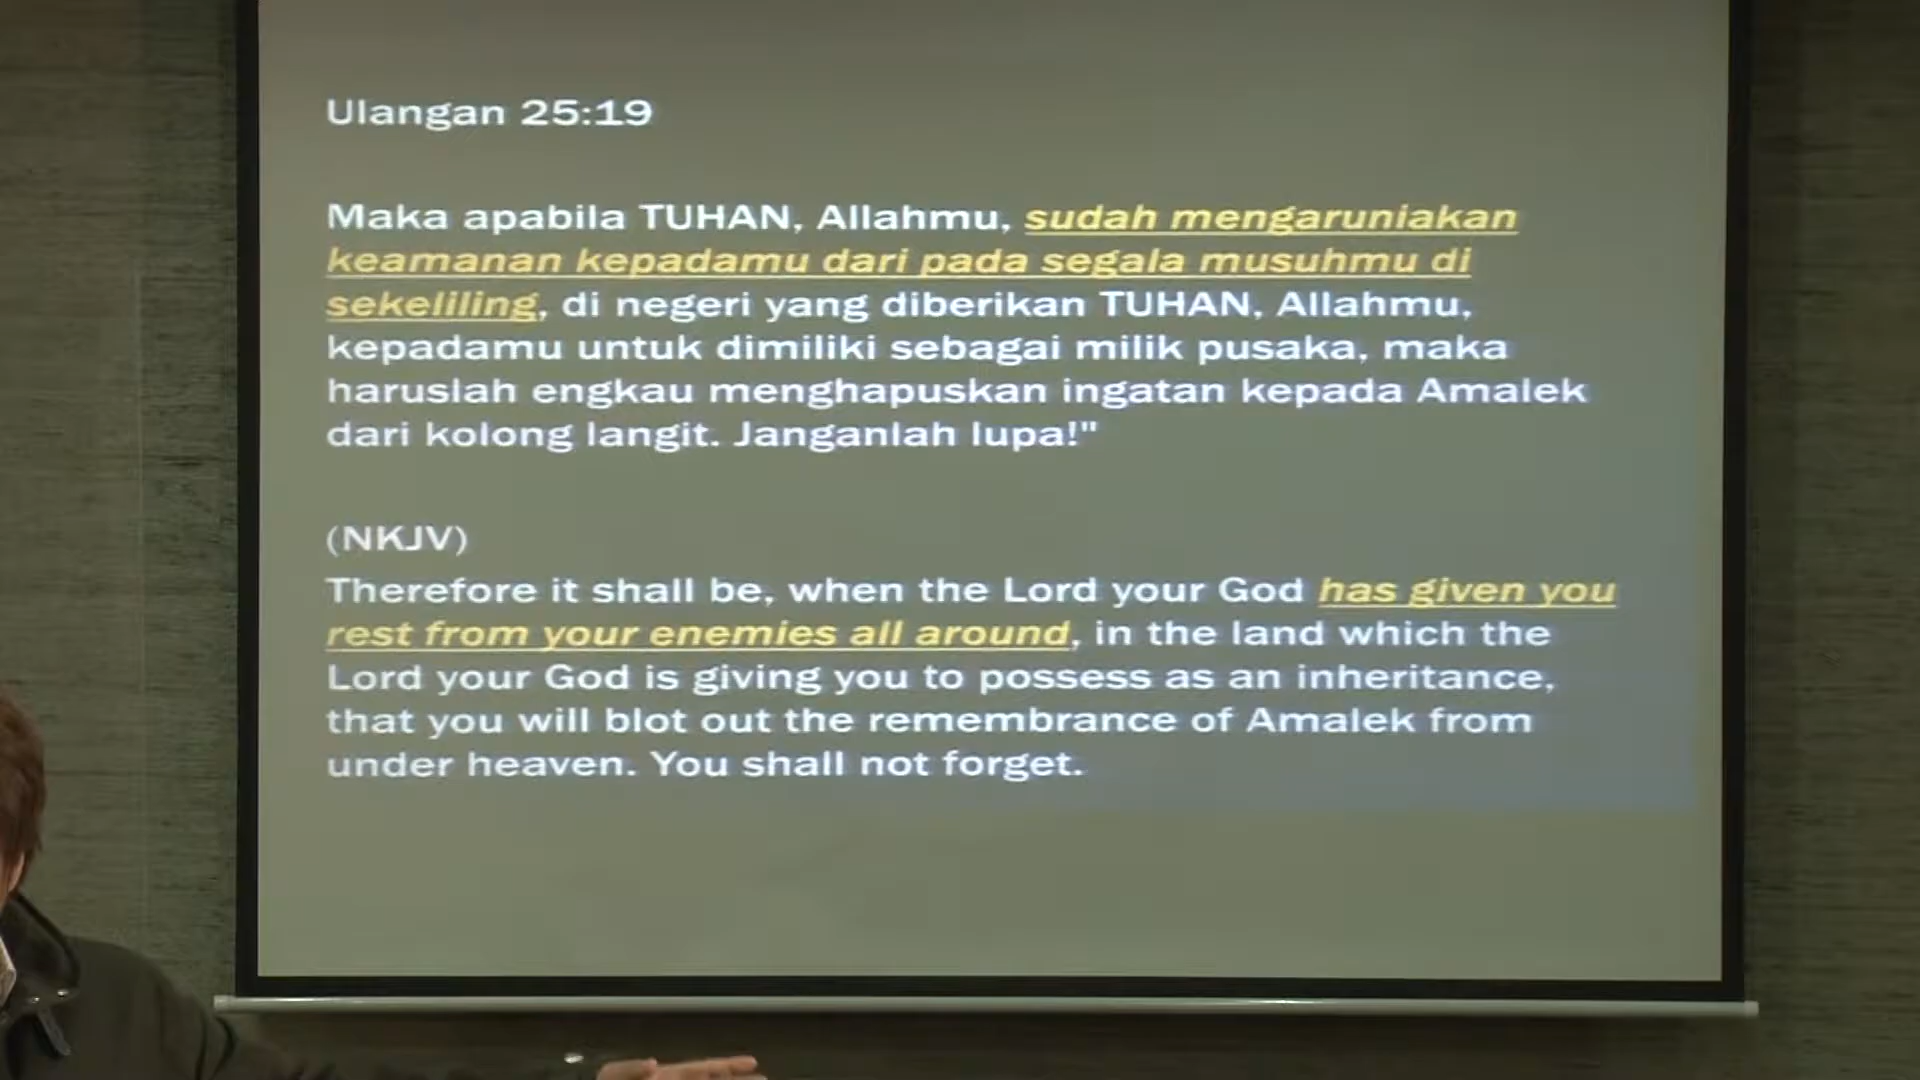 Ulangan 25:19
Maka apabila TUHAN, Allahmu, sudah mengaruniakan
keamanan kepadamu dari pada segala musuhmu di
sekeliling, di negeri yang diberikan TUHAN, Allahmu,
kepadamu untuk dimiliki sebagai milik pusaka, maka
haruslah engkau menghapuskan ingatan kepada Amalek
dari kolong langit. Janganlah lupa!"
(NKJV)
Therefore it shall be, when the Lord your God has given you
rest from your enemies all around, in the land which the
Lord your God is giving you to possess as an inheritance,
that you will blot out the remembrance of Amalek from
under heaven. You shall not forget.